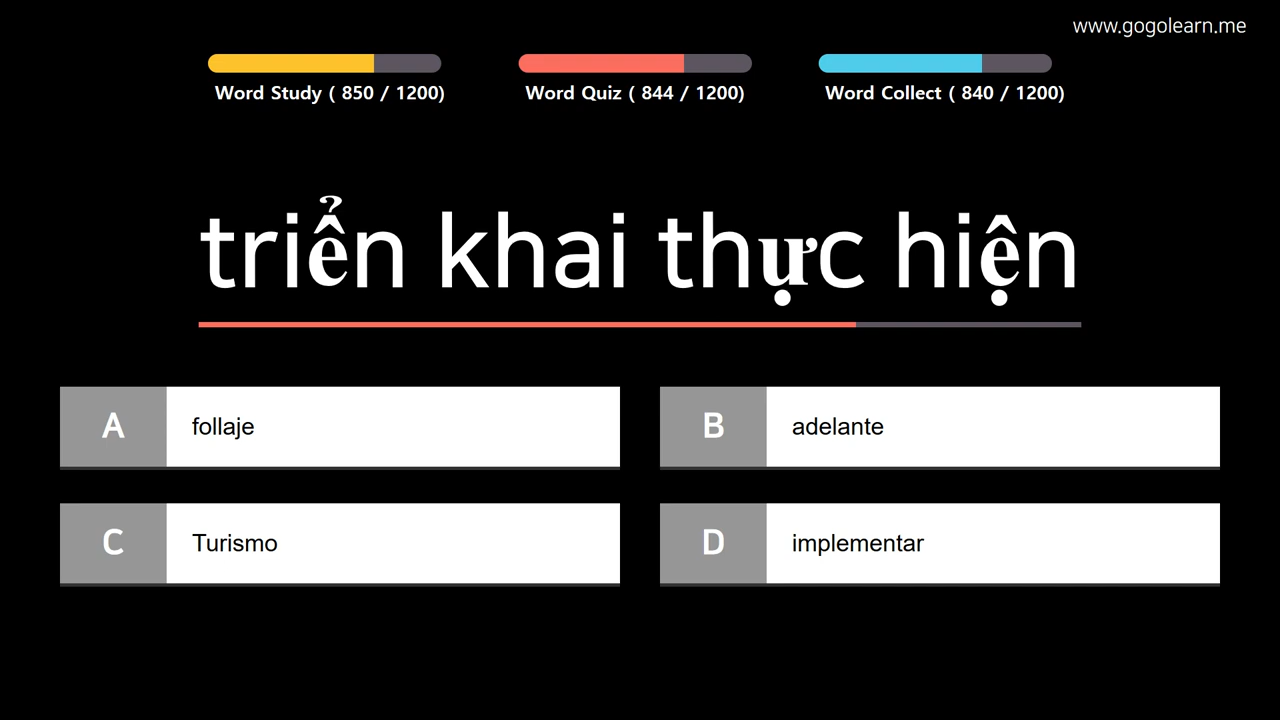 www.gogolearn.me
Word Study ( 850 / 1200)
Word Quiz ( 844 / 1200)
Word Collect ( 840 / 1200)
triển khai thực hiện
A follaje
B adelante
C Turismo
D implementar